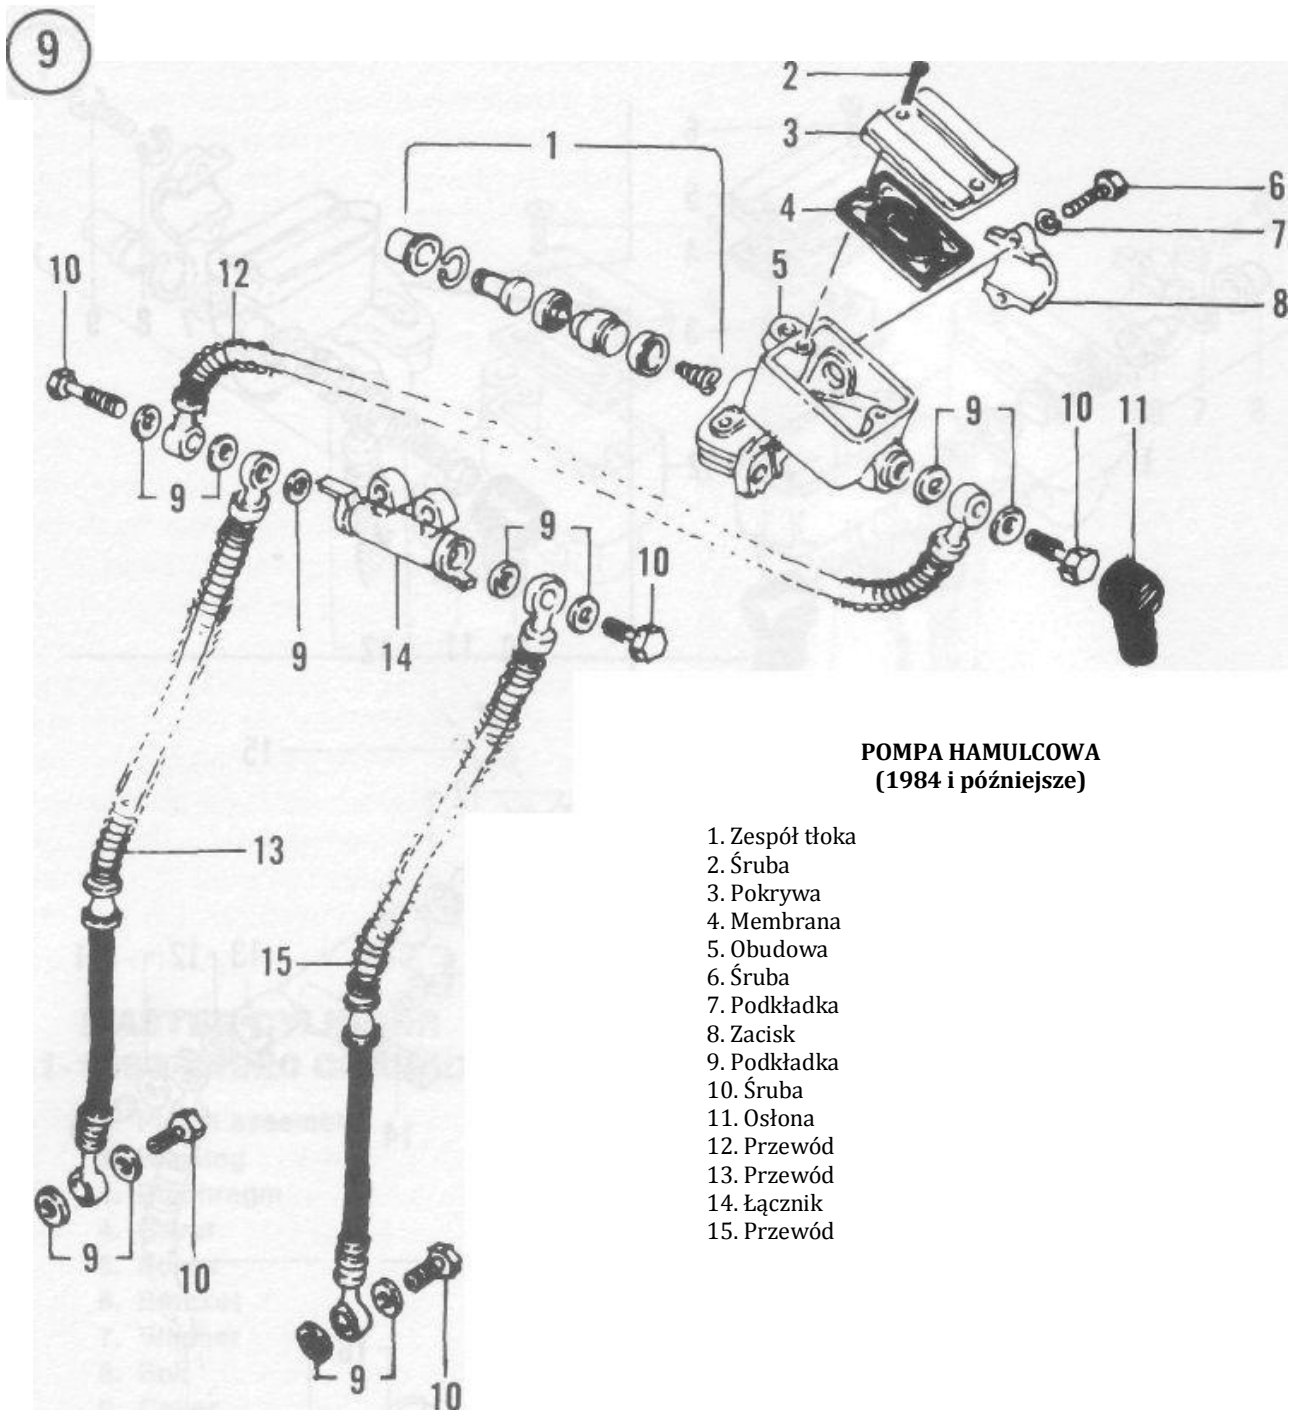 9
2
3
1
4
6
7
5
8
10
12
9
10
11
9
9
10
9
14
13
15
POMPA HAMULCOWA
(1984 i późniejsze)
1. Zespół tłoka
2. Śruba
3. Pokrywa
4. Membrana
5. Obudowa
6. Śruba
7. Podkładka
8. Zacisk
9. Podkładka
10. Śruba
11. Osłona
12. Przewód
13. Przewód
14. Łącznik
15. Przewód
9
10
9
10